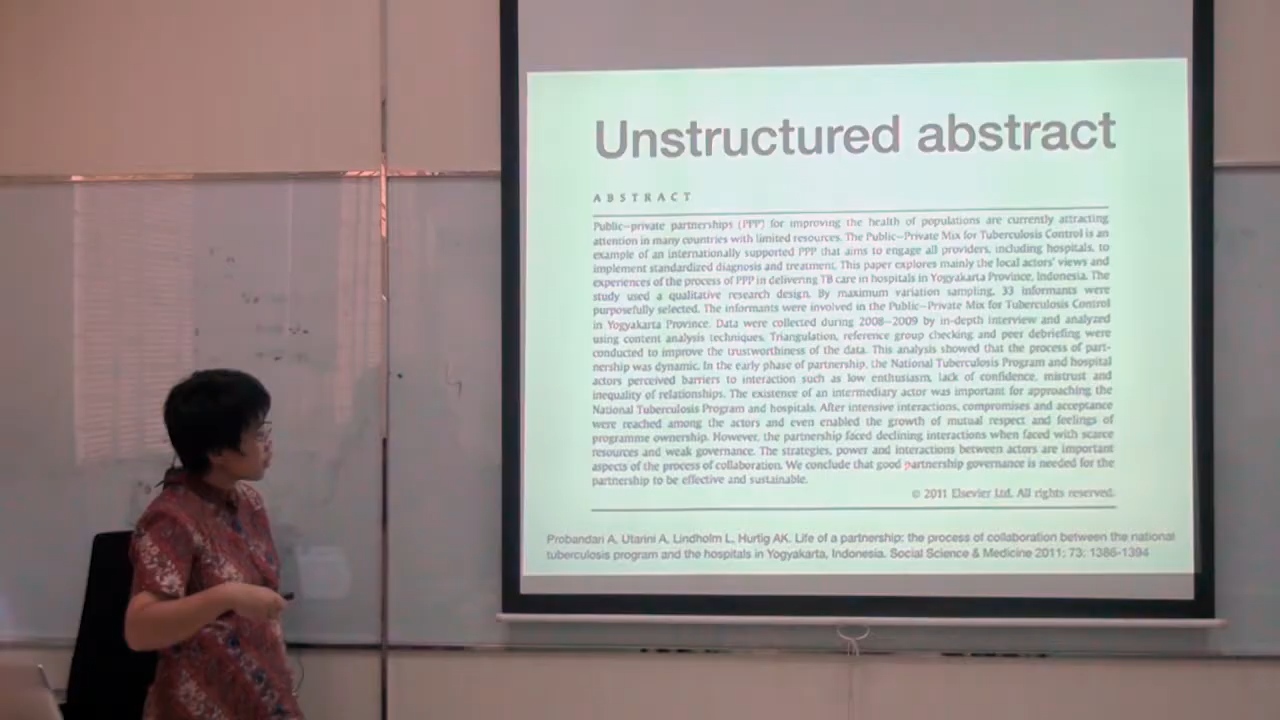 Unstructured abstract
ABSTRACT
Public–private partnerships (PPP) for improving the health of populations are currently attracting
attention in many countries with limited resources. The Public–Private Mix for Tuberculosis Control is an
example of an internationally supported PPP that aims to engage all providers, including hospitals, to
implement standardized diagnosis and treatment. This paper explores mainly the local actors' views and
experiences of the process of PPP in delivering TB care in hospitals in Yogyakarta Province, Indonesia. The
study used a qualitative research design. By maximum variation sampling, 33 informants were
purposefully selected. The informants were involved in the Public–Private Mix for Tuberculosis Control
in Yogyakarta Province. Data were collected during 2008–2009 by in-depth interview and analyzed
using content analysis techniques. Triangulation, reference group checking and peer debriefing were
conducted to improve the trustworthiness of the data. This analysis showed that the process of part-
nership was dynamic. In the early phase of partnership, the National Tuberculosis Program and hospital
actors perceived barriers to interaction such as low enthusiasm, lack of confidence, mistrust and
inequality of relationships. The existence of an intermediary actor was important for approaching the
National Tuberculosis Program and hospitals. After intensive interactions, compromises and acceptance
were reached among the actors and even enabled the growth of mutual respect and feelings of
programme ownership. However, the partnership faced declining interactions when faced with scarce
resources and weak governance. The strategies, power and interactions between actors are important
aspects of the process of collaboration. We conclude that good partnership governance is needed for the
partnership to be effective and sustainable.
© 2011 Elsevier Ltd. All rights reserved.
Probandari A, Utarini A, Lindholm L, Hurtig AK. Life of a partnership: the process of collaboration between the national
tuberculosis program and the hospitals in Yogyakarta, Indonesia. Social Science & Medicine 2011; 73: 1386-1394